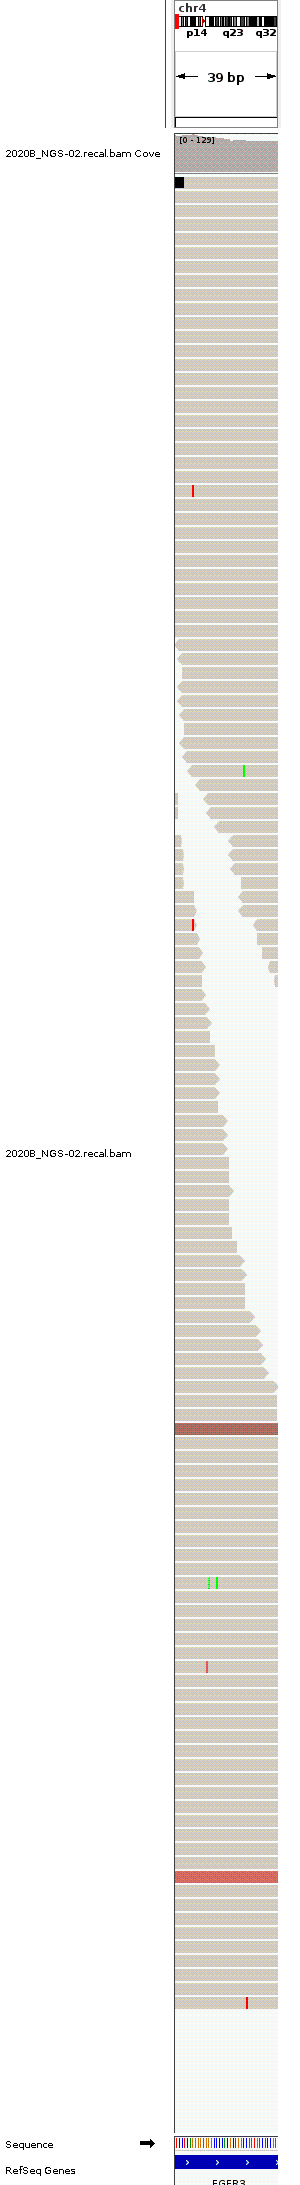 chr4
p14 q23 q32
39 bp
[0 - 129]
2020B_NGS-02.recal.bam Cove
2020B_NGS-02.recal.bam
Sequence
RefSeq Genes
FGFR3